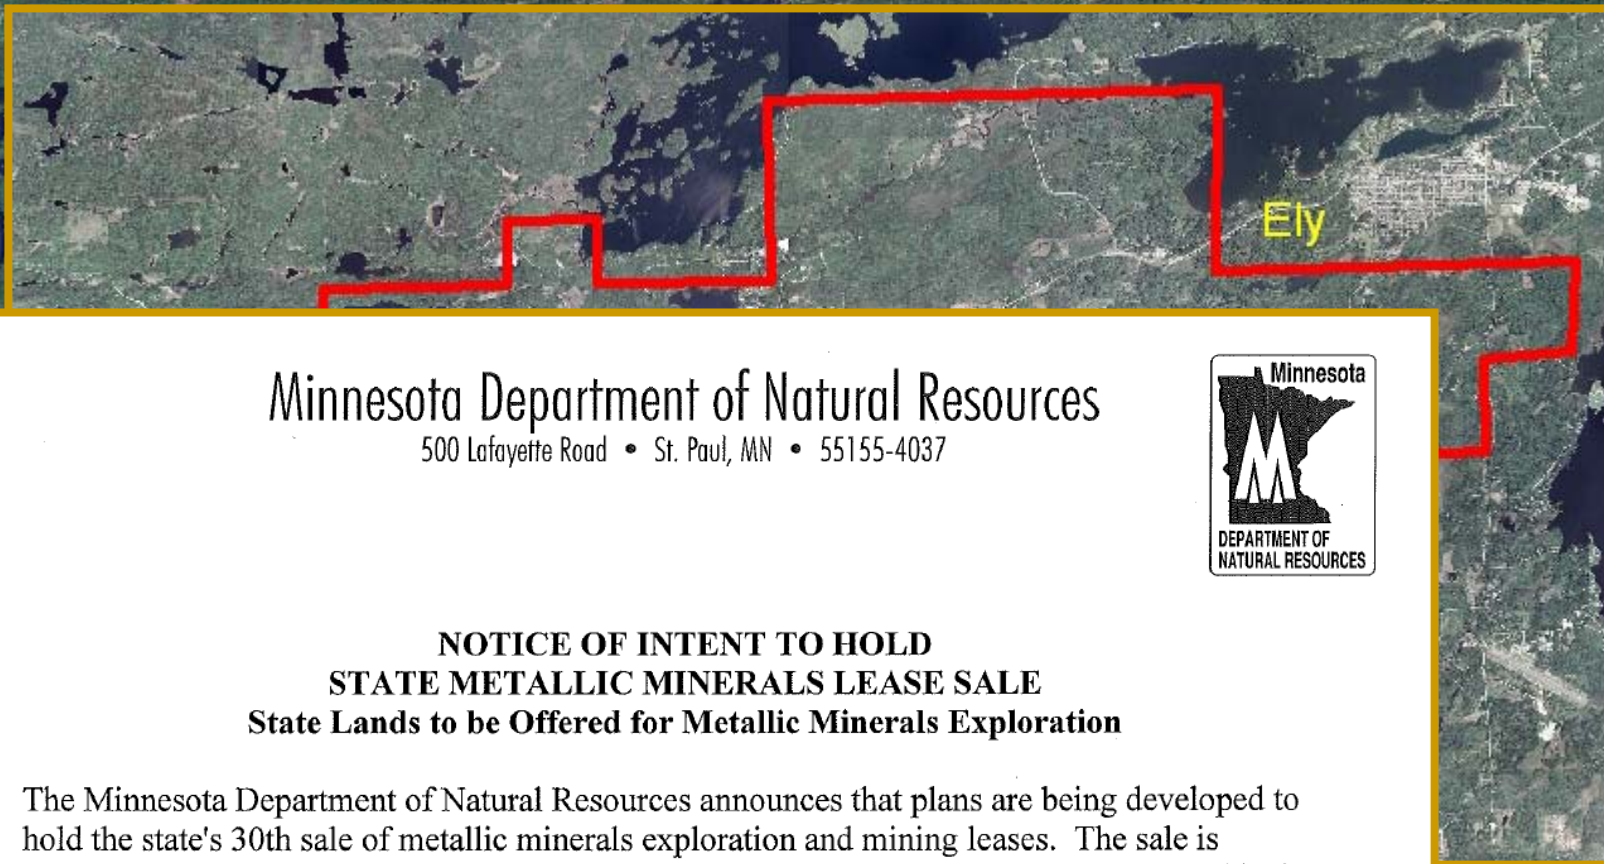 Ely
Minnesota Department of Natural Resources
500 Lafayette Road • St. Paul, MN • 55155-4037
Minnesota
M
DEPARTMENT OF
NATURAL RESOURCES
NOTICE OF INTENT TO HOLD
STATE METALLIC MINERALS LEASE SALE
State Lands to be Offered for Metallic Minerals Exploration
The Minnesota Department of Natural Resources announces that plans are being developed to
hold the state's 30th sale of metallic minerals exploration and mining leases. The sale is